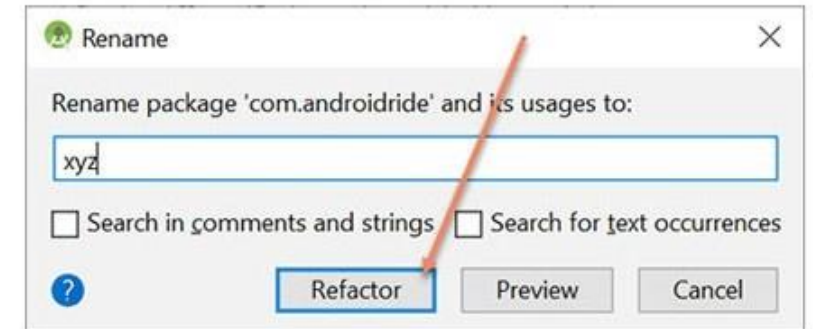 Rename
Rename package 'com.androidride' and its usages to:
xyz
Search in comments and strings Search for text occurrences
? Refactor Preview Cancel